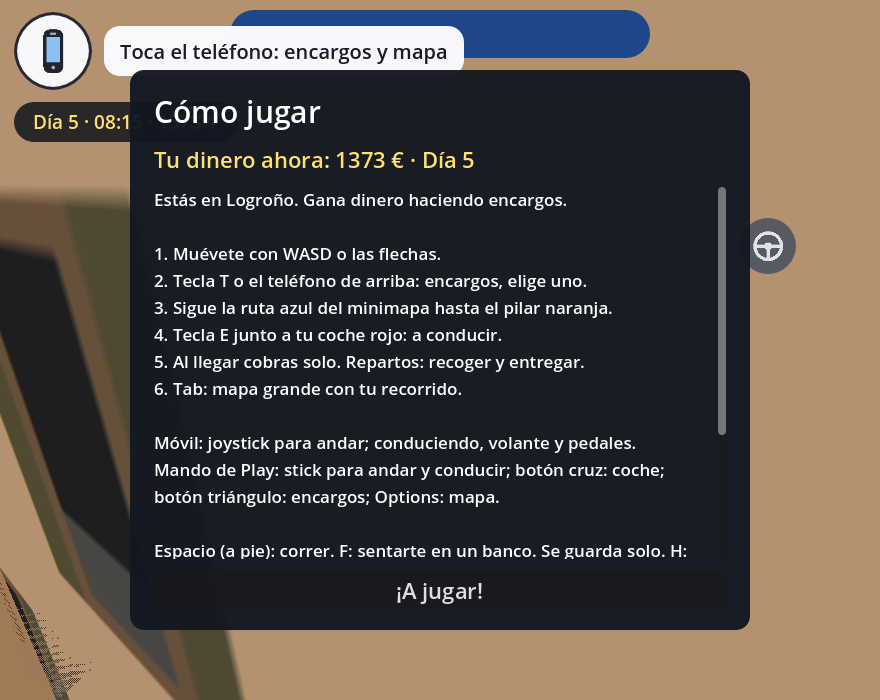 Toca el teléfono: encargos y mapa
Día 5 · 08:15
Cómo jugar
Tu dinero ahora: 1373 € · Día 5
Estás en Logroño. Gana dinero haciendo encargos.
1. Muévete con WASD o las flechas.
2. Tecla T o el teléfono de arriba: encargos, elige uno.
3. Sigue la ruta azul del minimapa hasta el pilar naranja.
4. Tecla E junto a tu coche rojo: a conducir.
5. Al llegar cobras solo. Repartos: recoger y entregar.
6. Tab: mapa grande con tu recorrido.
Móvil: joystick para andar; conduciendo, volante y pedales.
Mando de Play: stick para andar y conducir; botón cruz: coche;
botón triángulo: encargos; Options: mapa.
Espacio (a pie): correr. F: sentarte en un banco. Se guarda solo. H:
¡A jugar!